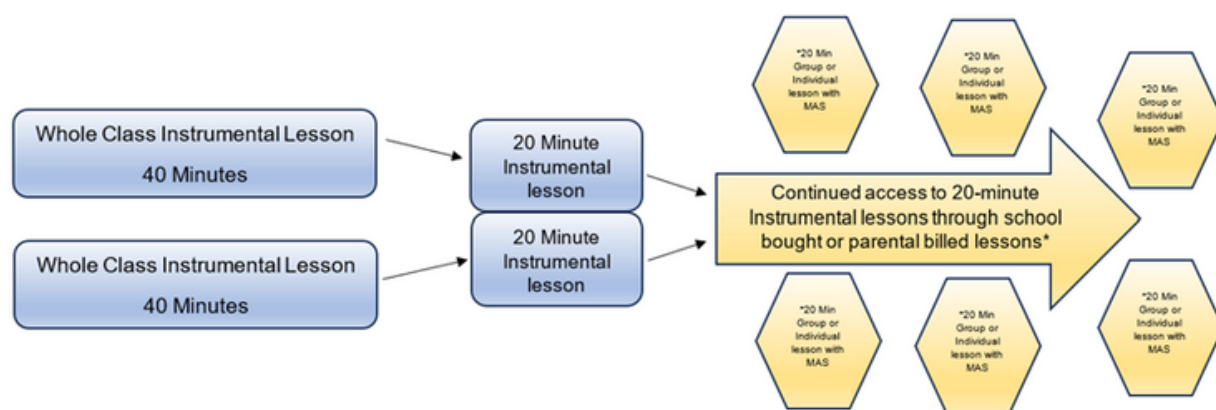 Whole Class Instrumental Lesson
40 Minutes
Whole Class Instrumental Lesson
40 Minutes
20 Minute
Instrumental
lesson
20 Minute
Instrumental
lesson
*20 Min
Group or
Individual
lesson with
MAS
*20 Min
Group or
Individual
lesson with
MAS
*20 Min
Group or
Individual
lesson with
MAS
Continued access to 20-minute
Instrumental lessons through school
bought or parental billed lessons*
*20 Min
Group or
Individual
lesson with
MAS
*20 Min
Group or
Individual
lesson with
MAS
*20 Min
Group or
Individual
lesson with
MAS